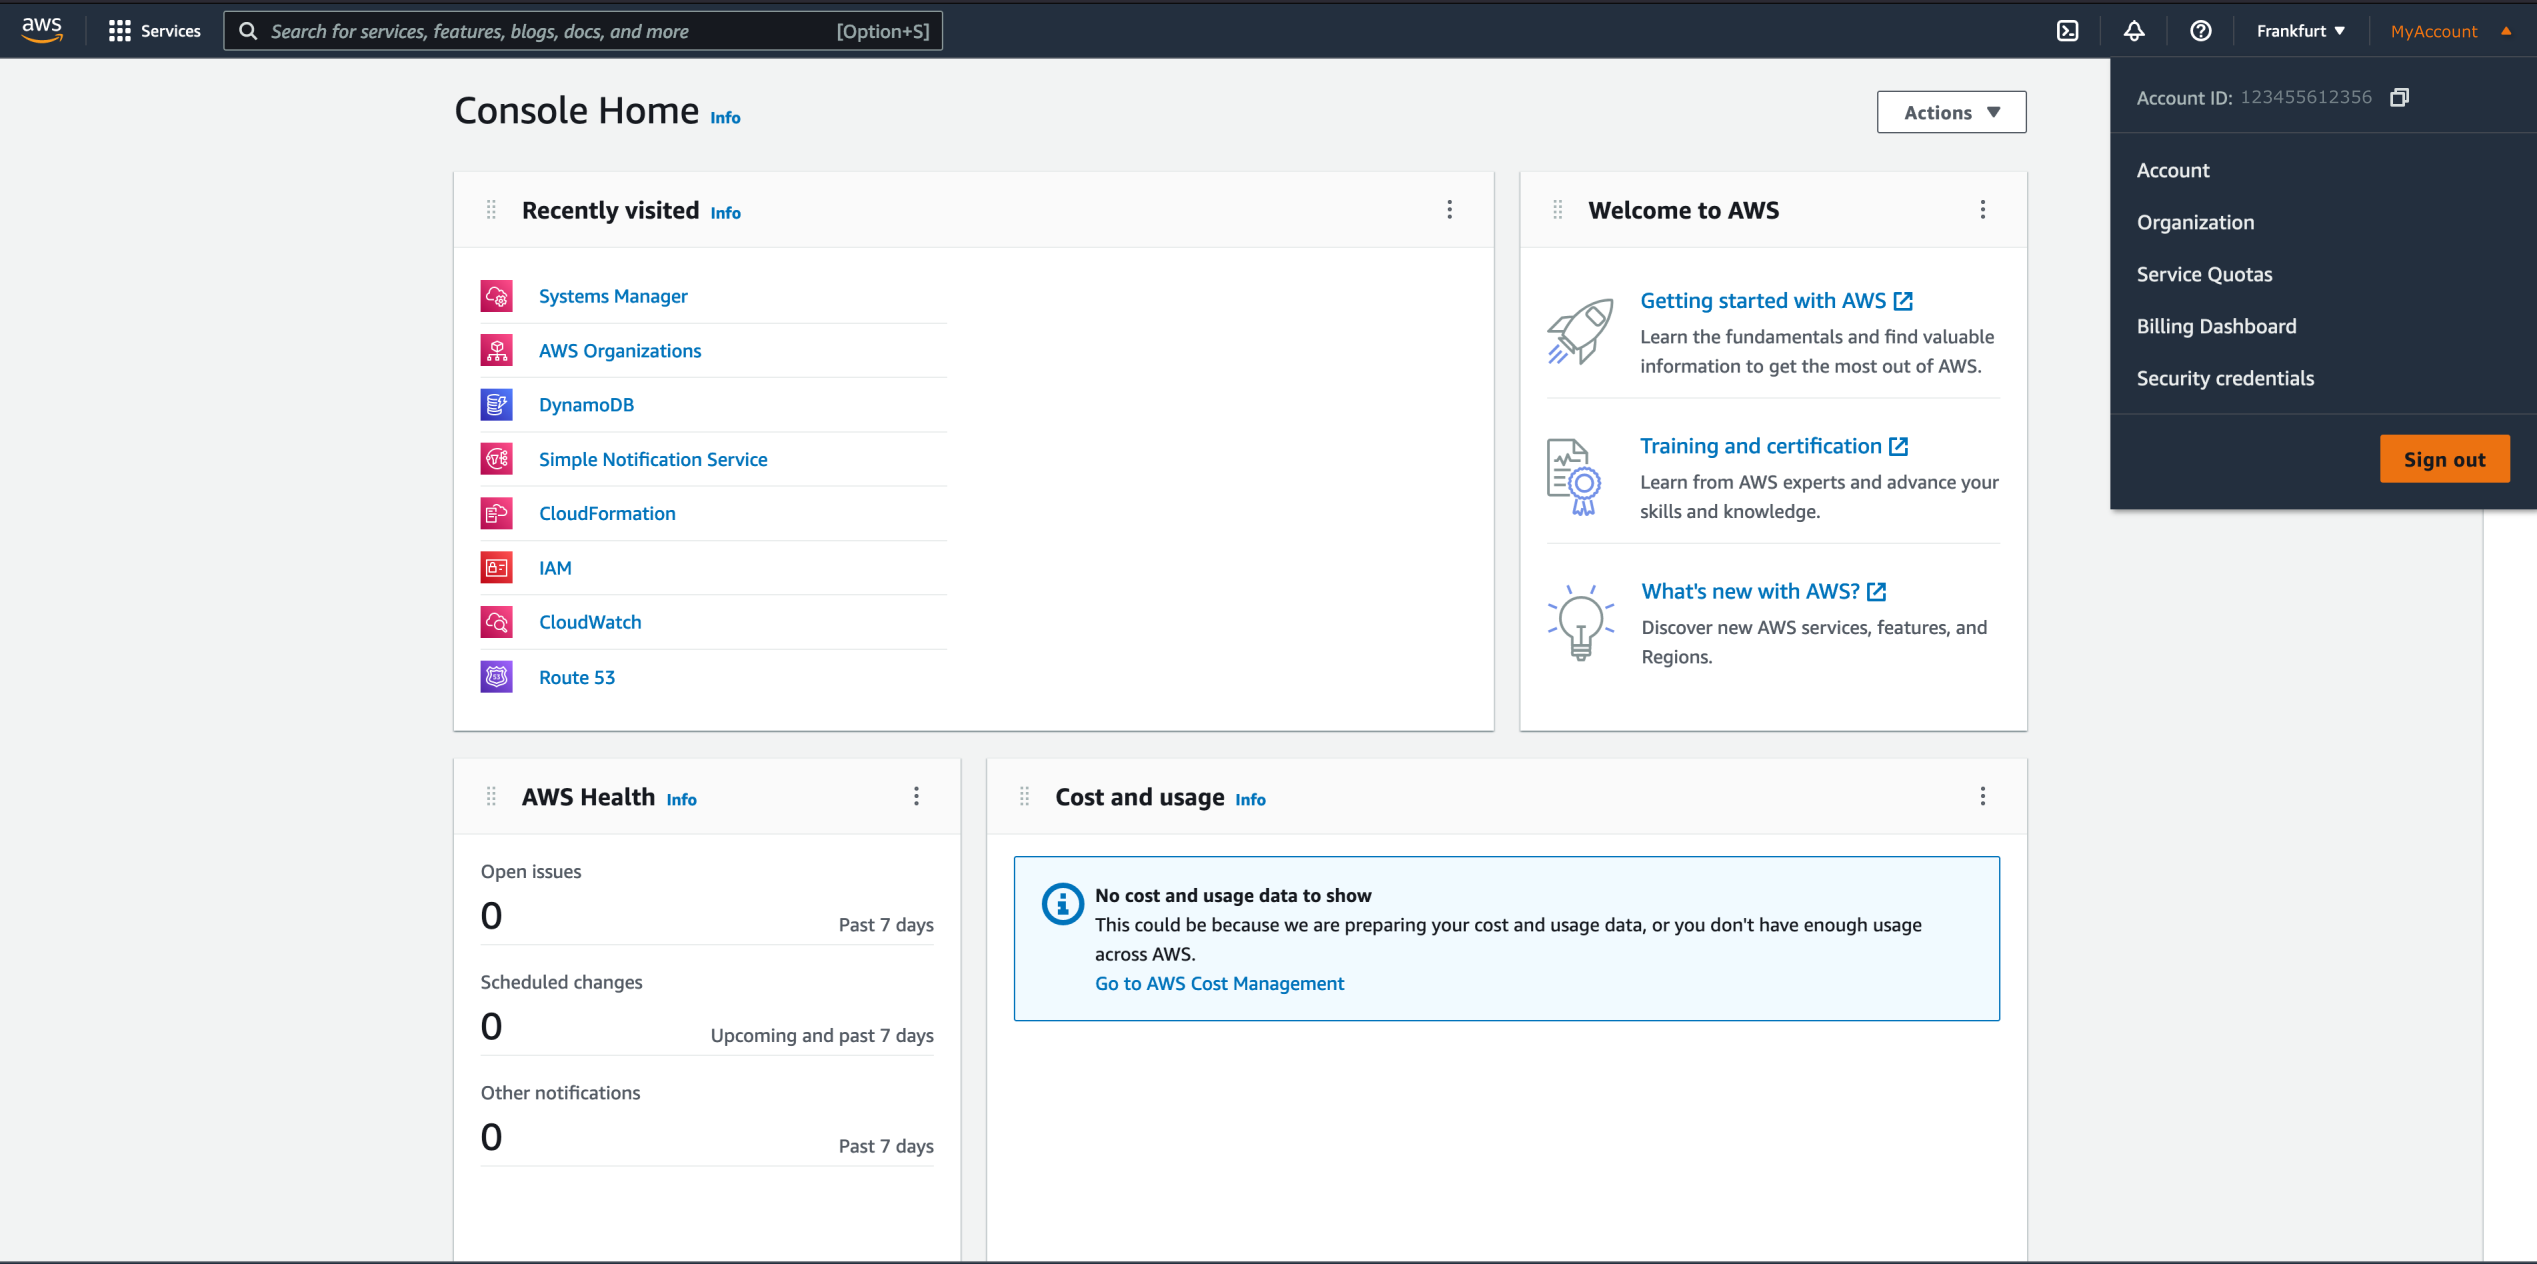 aws
Services
Search for services, features, blogs, docs, and more
[Option+S]
Frankfurt
MyAccount
Account ID: 123455612356
Account
Organization
Service Quotas
Billing Dashboard
Security credentials
Sign out
Console Home Info
Actions
Recently visited Info
Systems Manager
AWS Organizations
DynamoDB
Simple Notification Service
CloudFormation
IAM
CloudWatch
53
Route 53
Welcome to AWS
Getting started with AWS
Learn the fundamentals and find valuable
information to get the most out of AWS.
Training and certification
Learn from AWS experts and advance your
skills and knowledge.
What's new with AWS?
Discover new AWS services, features, and
Regions.
AWS Health Info
Open issues
0
Past 7 days
Scheduled changes
0
Upcoming and past 7 days
Other notifications
0
Past 7 days
Cost and usage Info
No cost and usage data to show
This could be because we are preparing your cost and usage data, or you don't have enough usage
across AWS.
Go to AWS Cost Management